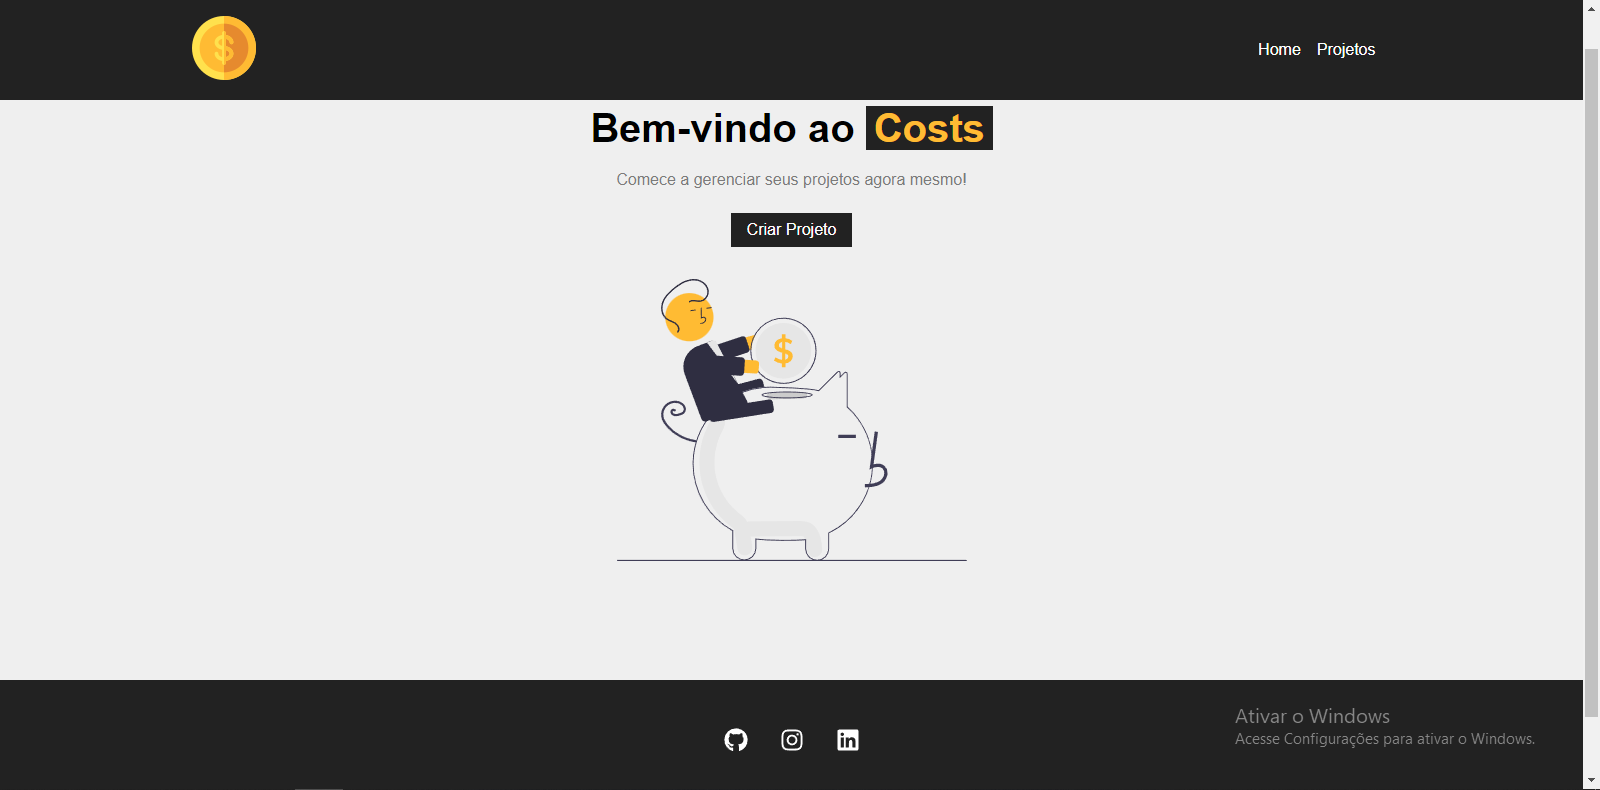 $
Home Projetos
Bem-vindo ao Costs
Comece a gerenciar seus projetos agora mesmo!
Criar Projeto
$
in
Ativar o Windows
Acesse Configurações para ativar o Windows.